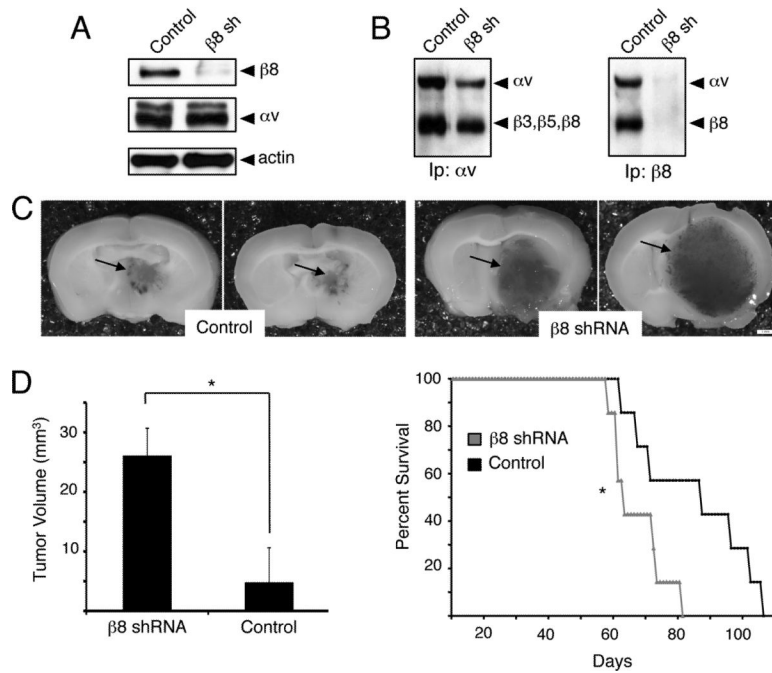 A
Control
β8 sh
β8
αv
actin
B
Control
β8 sh
αv
β3,β5,β8
Ip: αv
Control
β8 sh
αv
β8
Ip: β8
C
Control
β8 shRNA
D
*
Tumor Volume (mm³)
30
20
10
β8 shRNA
Control
Percent Survival
100
80
60
40
20
β8 shRNA
Control
*
20
40
60
80
100
Days